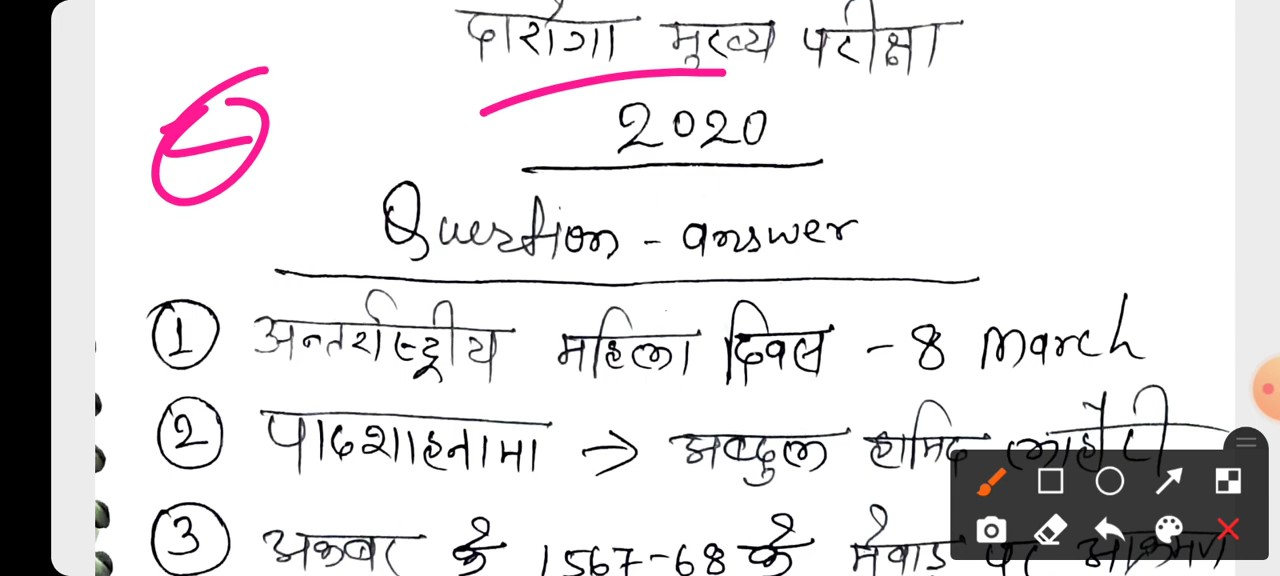 दारोगा मुख्य परीक्षा
2020
Question - answer
① अन्तर्राष्ट्रीय महिला दिवस - 8 March
② पादशाहनामा → अब्दुल हामिद लाहौरी
③ अकबर के 1567-68 के मेवाड़ पर आक्रमण